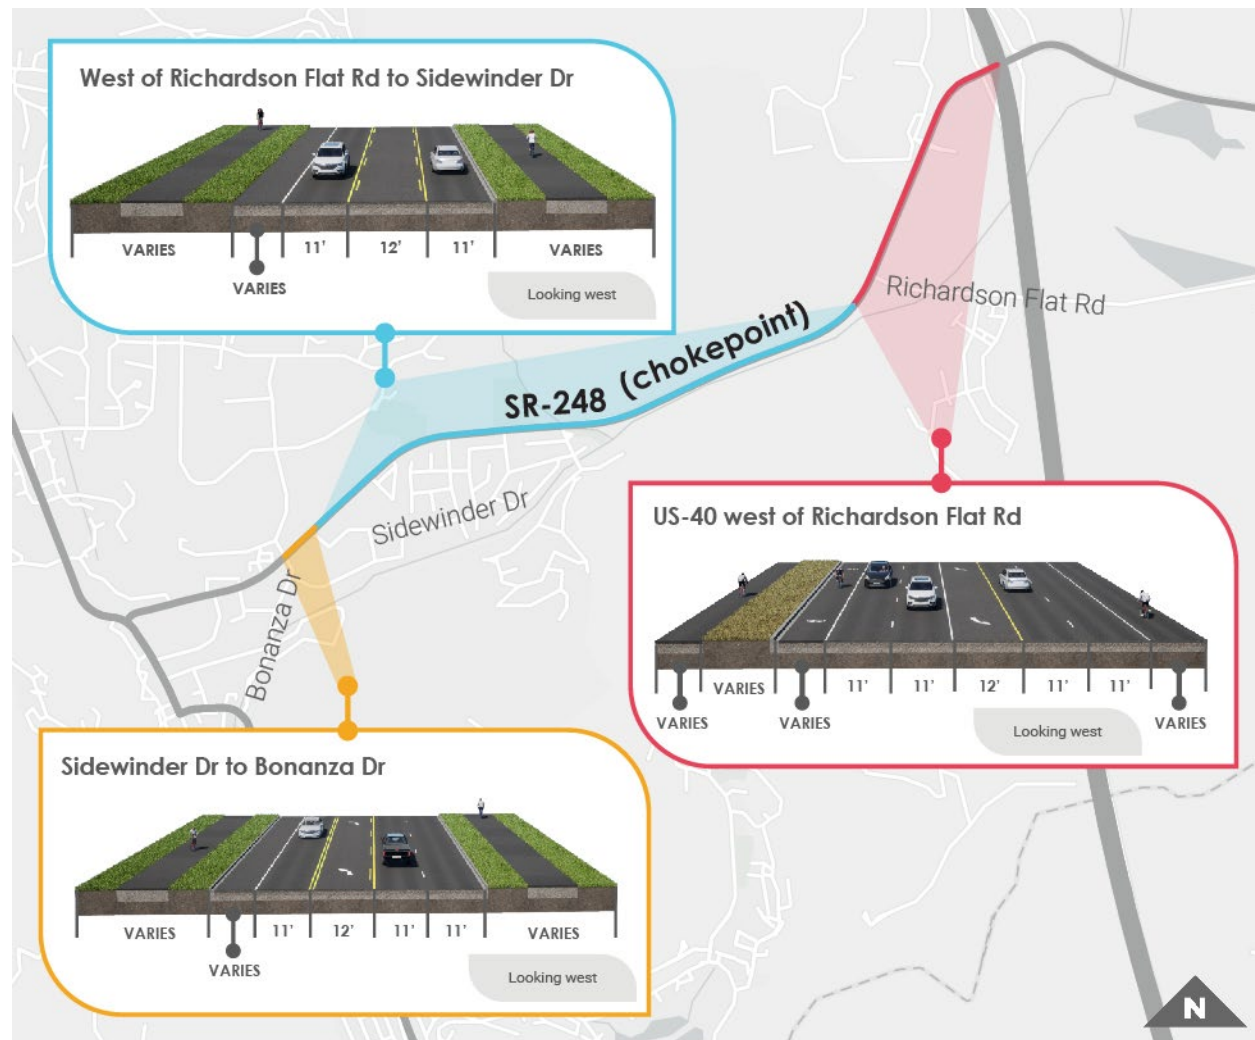 West of Richardson Flat Rd to Sidewinder Dr
VARIES
VARIES
11’
12’
11’
VARIES
Looking west
SR-248 (chokepoint)
Richardson Flat Rd
Sidewinder Dr
Bonanza Dr
US-40 west of Richardson Flat Rd
VARIES
VARIES
VARIES
11’
11’
12’
11’
11’
VARIES
Looking west
Sidewinder Dr to Bonanza Dr
VARIES
VARIES
11’
12’
11’
11’
VARIES
Looking west
N